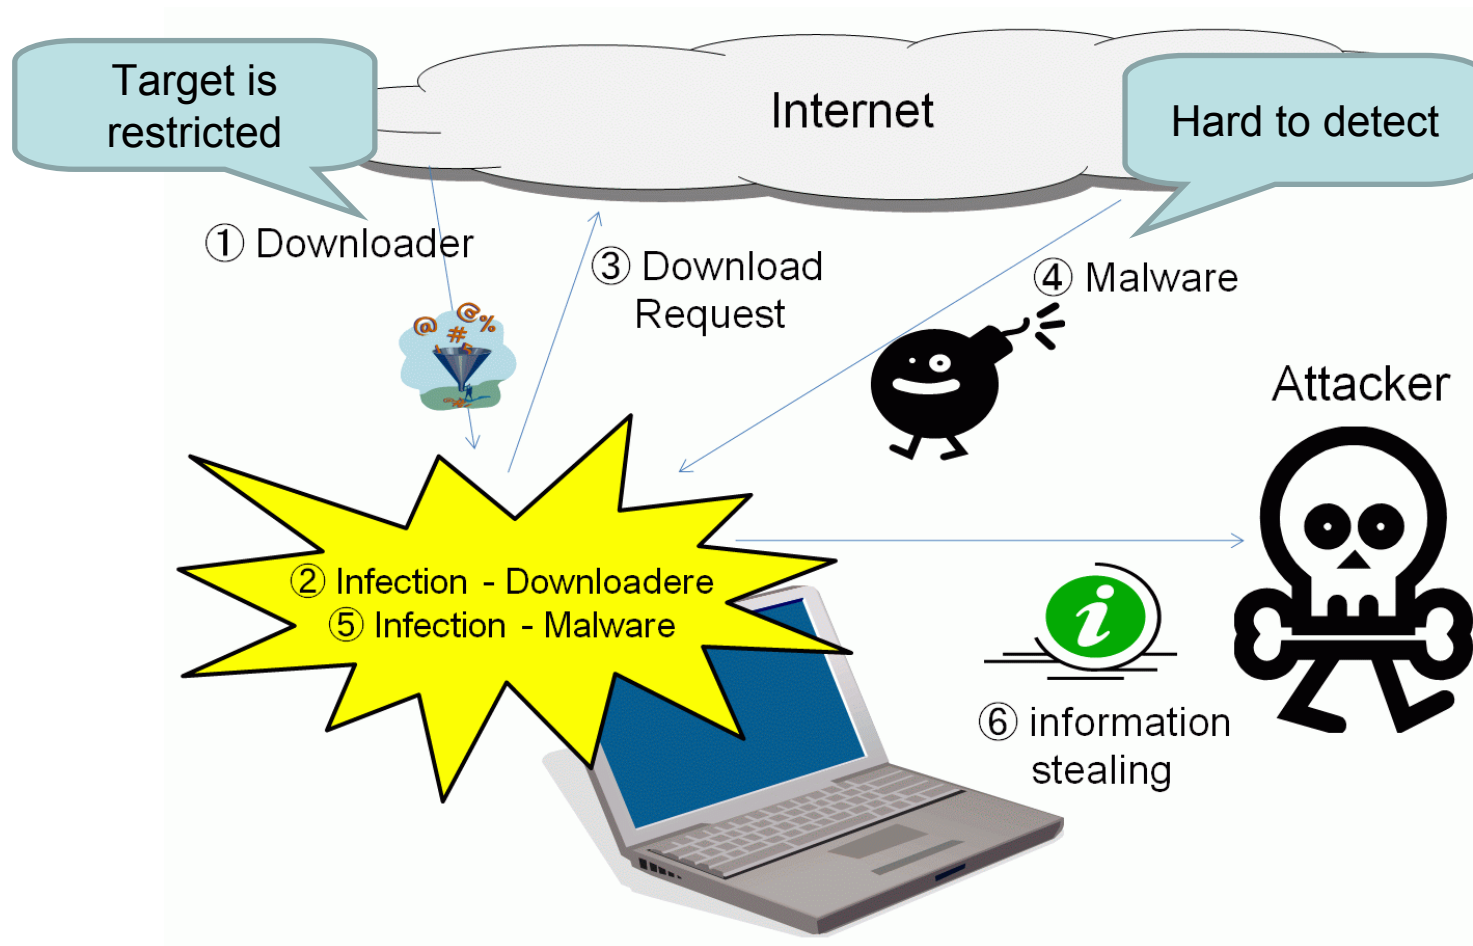 Target is
restricted
Internet
Hard to detect
① Downloader
③ Download
Request
④ Malware
@ @ % #
Attacker
② Infection - Downloadere
⑤ Infection - Malware
i
⑥ information
stealing